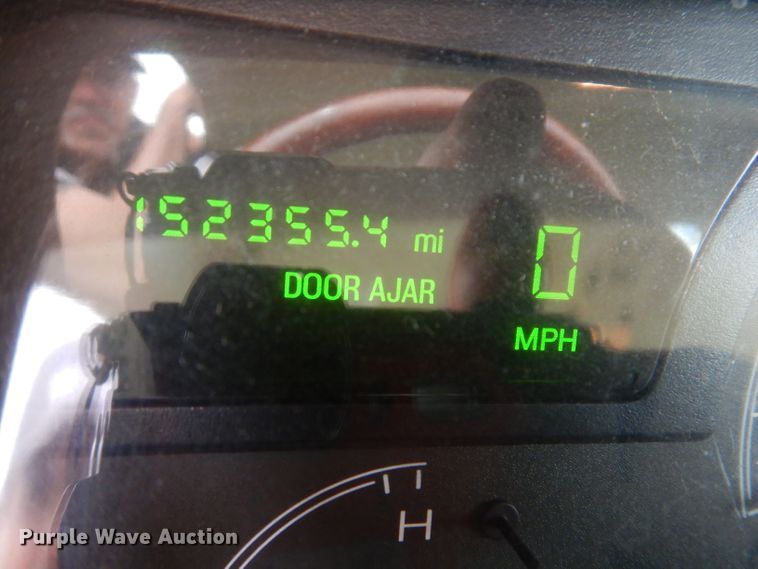 152355.4 mi
DOOR AJAR
0
MPH
H
Purple Wave Auction